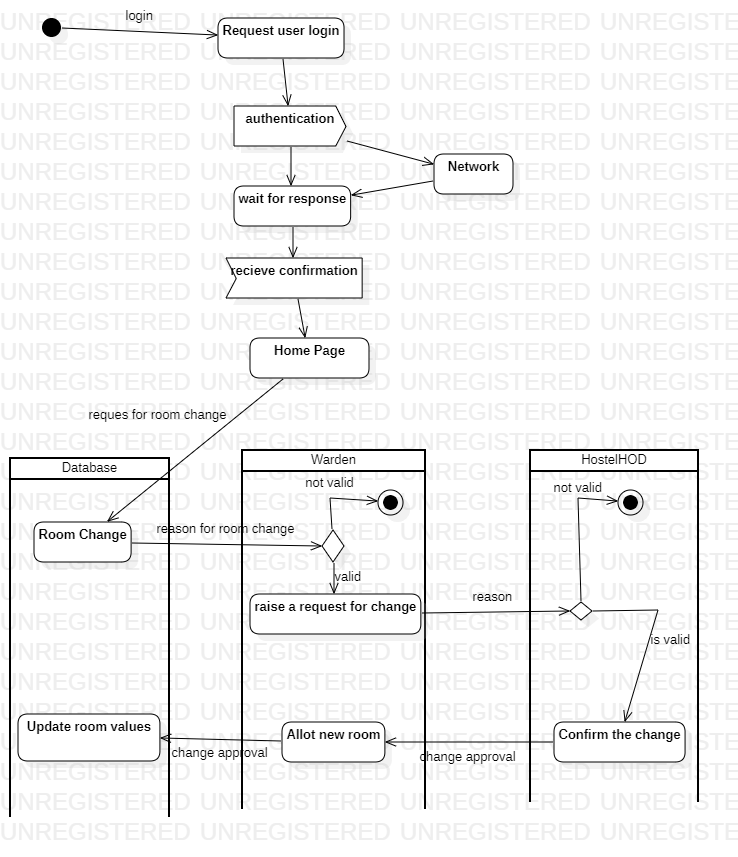 login
Request user login
authentication
Network
wait for response
recieve confirmation
Home Page
reques for room change
Database
Warden
HostelHOD
not valid
not valid
Room Change
reason for room change
valid
raise a request for change
reason
is valid
Update room values
Allot new room
Confirm the change
change approval
change approval
UNREGISTERED